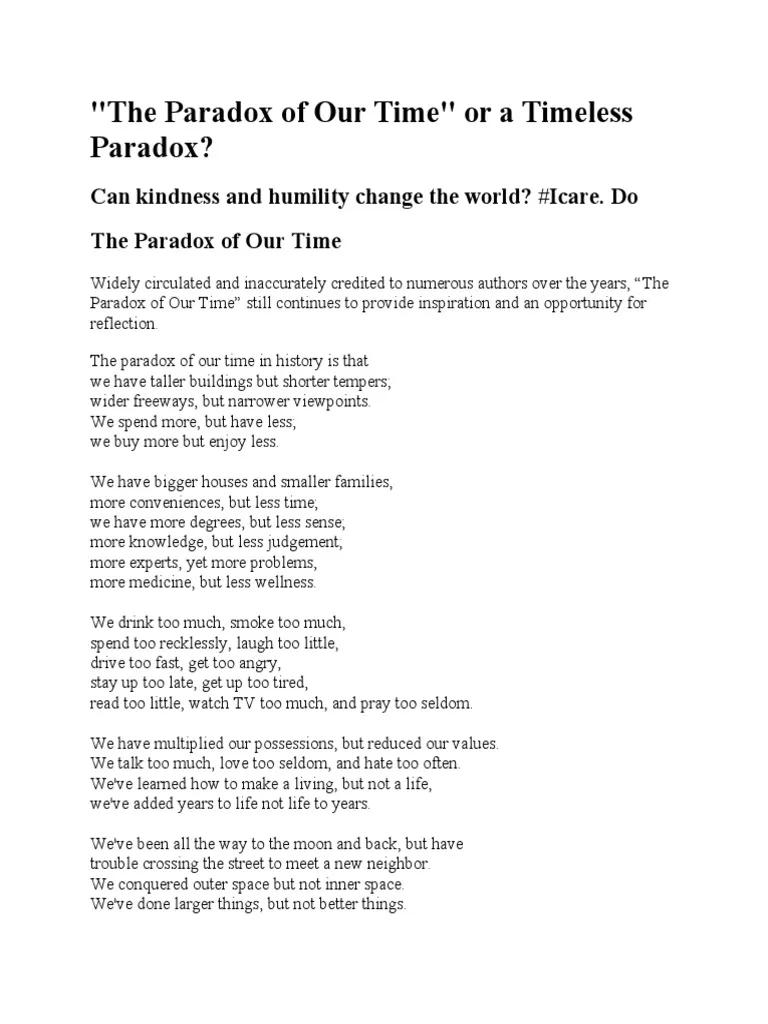 "The Paradox of Our Time" or a Timeless
Paradox?
Can kindness and humility change the world? #Icare. Do
The Paradox of Our Time
Widely circulated and inaccurately credited to numerous authors over the years, “The
Paradox of Our Time” still continues to provide inspiration and an opportunity for
reflection.
The paradox of our time in history is that
we have taller buildings but shorter tempers;
wider freeways, but narrower viewpoints.
We spend more, but have less;
we buy more but enjoy less.
We have bigger houses and smaller families,
more conveniences, but less time;
we have more degrees, but less sense;
more knowledge, but less judgement;
more experts, yet more problems,
more medicine, but less wellness.
We drink too much, smoke too much,
spend too recklessly, laugh too little,
drive too fast, get too angry,
stay up too late, get up too tired,
read too little, watch TV too much, and pray too seldom.
We have multiplied our possessions, but reduced our values.
We talk too much, love too seldom, and hate too often.
We've learned how to make a living, but not a life,
we've added years to life not life to years.
We've been all the way to the moon and back, but have
trouble crossing the street to meet a new neighbor.
We conquered outer space but not inner space.
We've done larger things, but not better things.